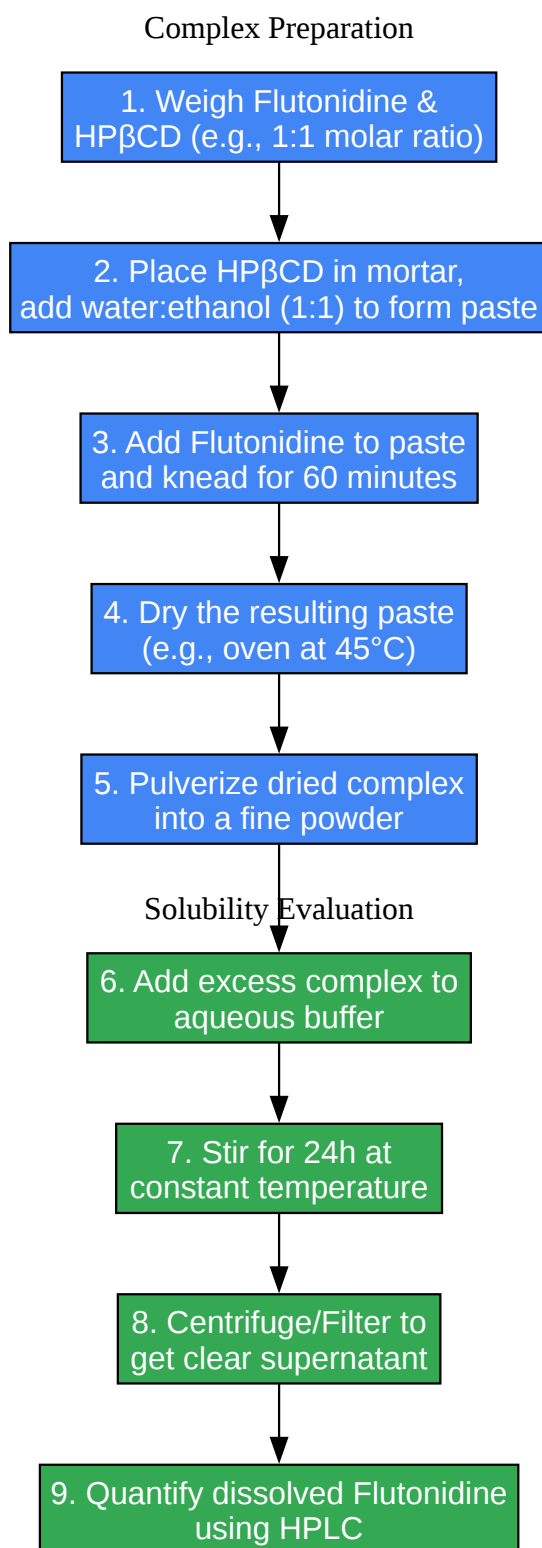 Complex Preparation
1. Weigh Flutonidine &
HPβCD (e.g., 1:1 molar ratio)
2. Place HPβCD in mortar,
add water:ethanol (1:1) to form paste
3. Add Flutonidine to paste
and knead for 60 minutes
4. Dry the resulting paste
(e.g., oven at 45°C)
5. Pulverize dried complex
into a fine powder
Solubility Evaluation
6. Add excess complex to
aqueous buffer
7. Stir for 24h at
constant temperature
8. Centrifuge/Filter to
get clear supernatant
9. Quantify dissolved Flutonidine
using HPLC